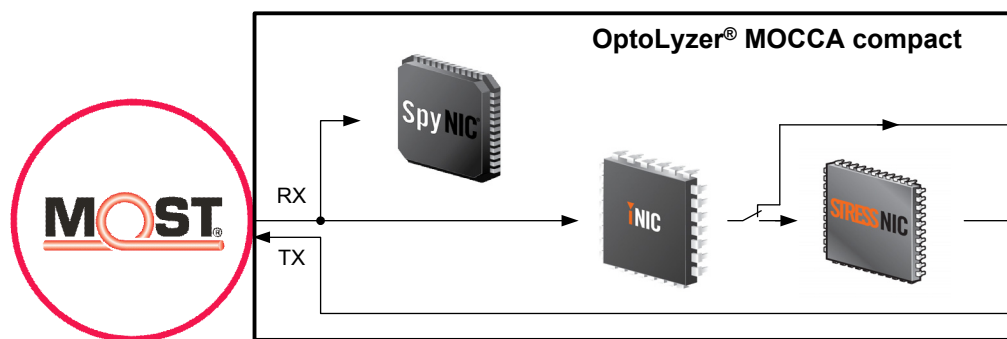 OptoLyzer® MOCCA compact
SpyNIC®
MOST®
RX
TX
iNIC
STRESSNIC